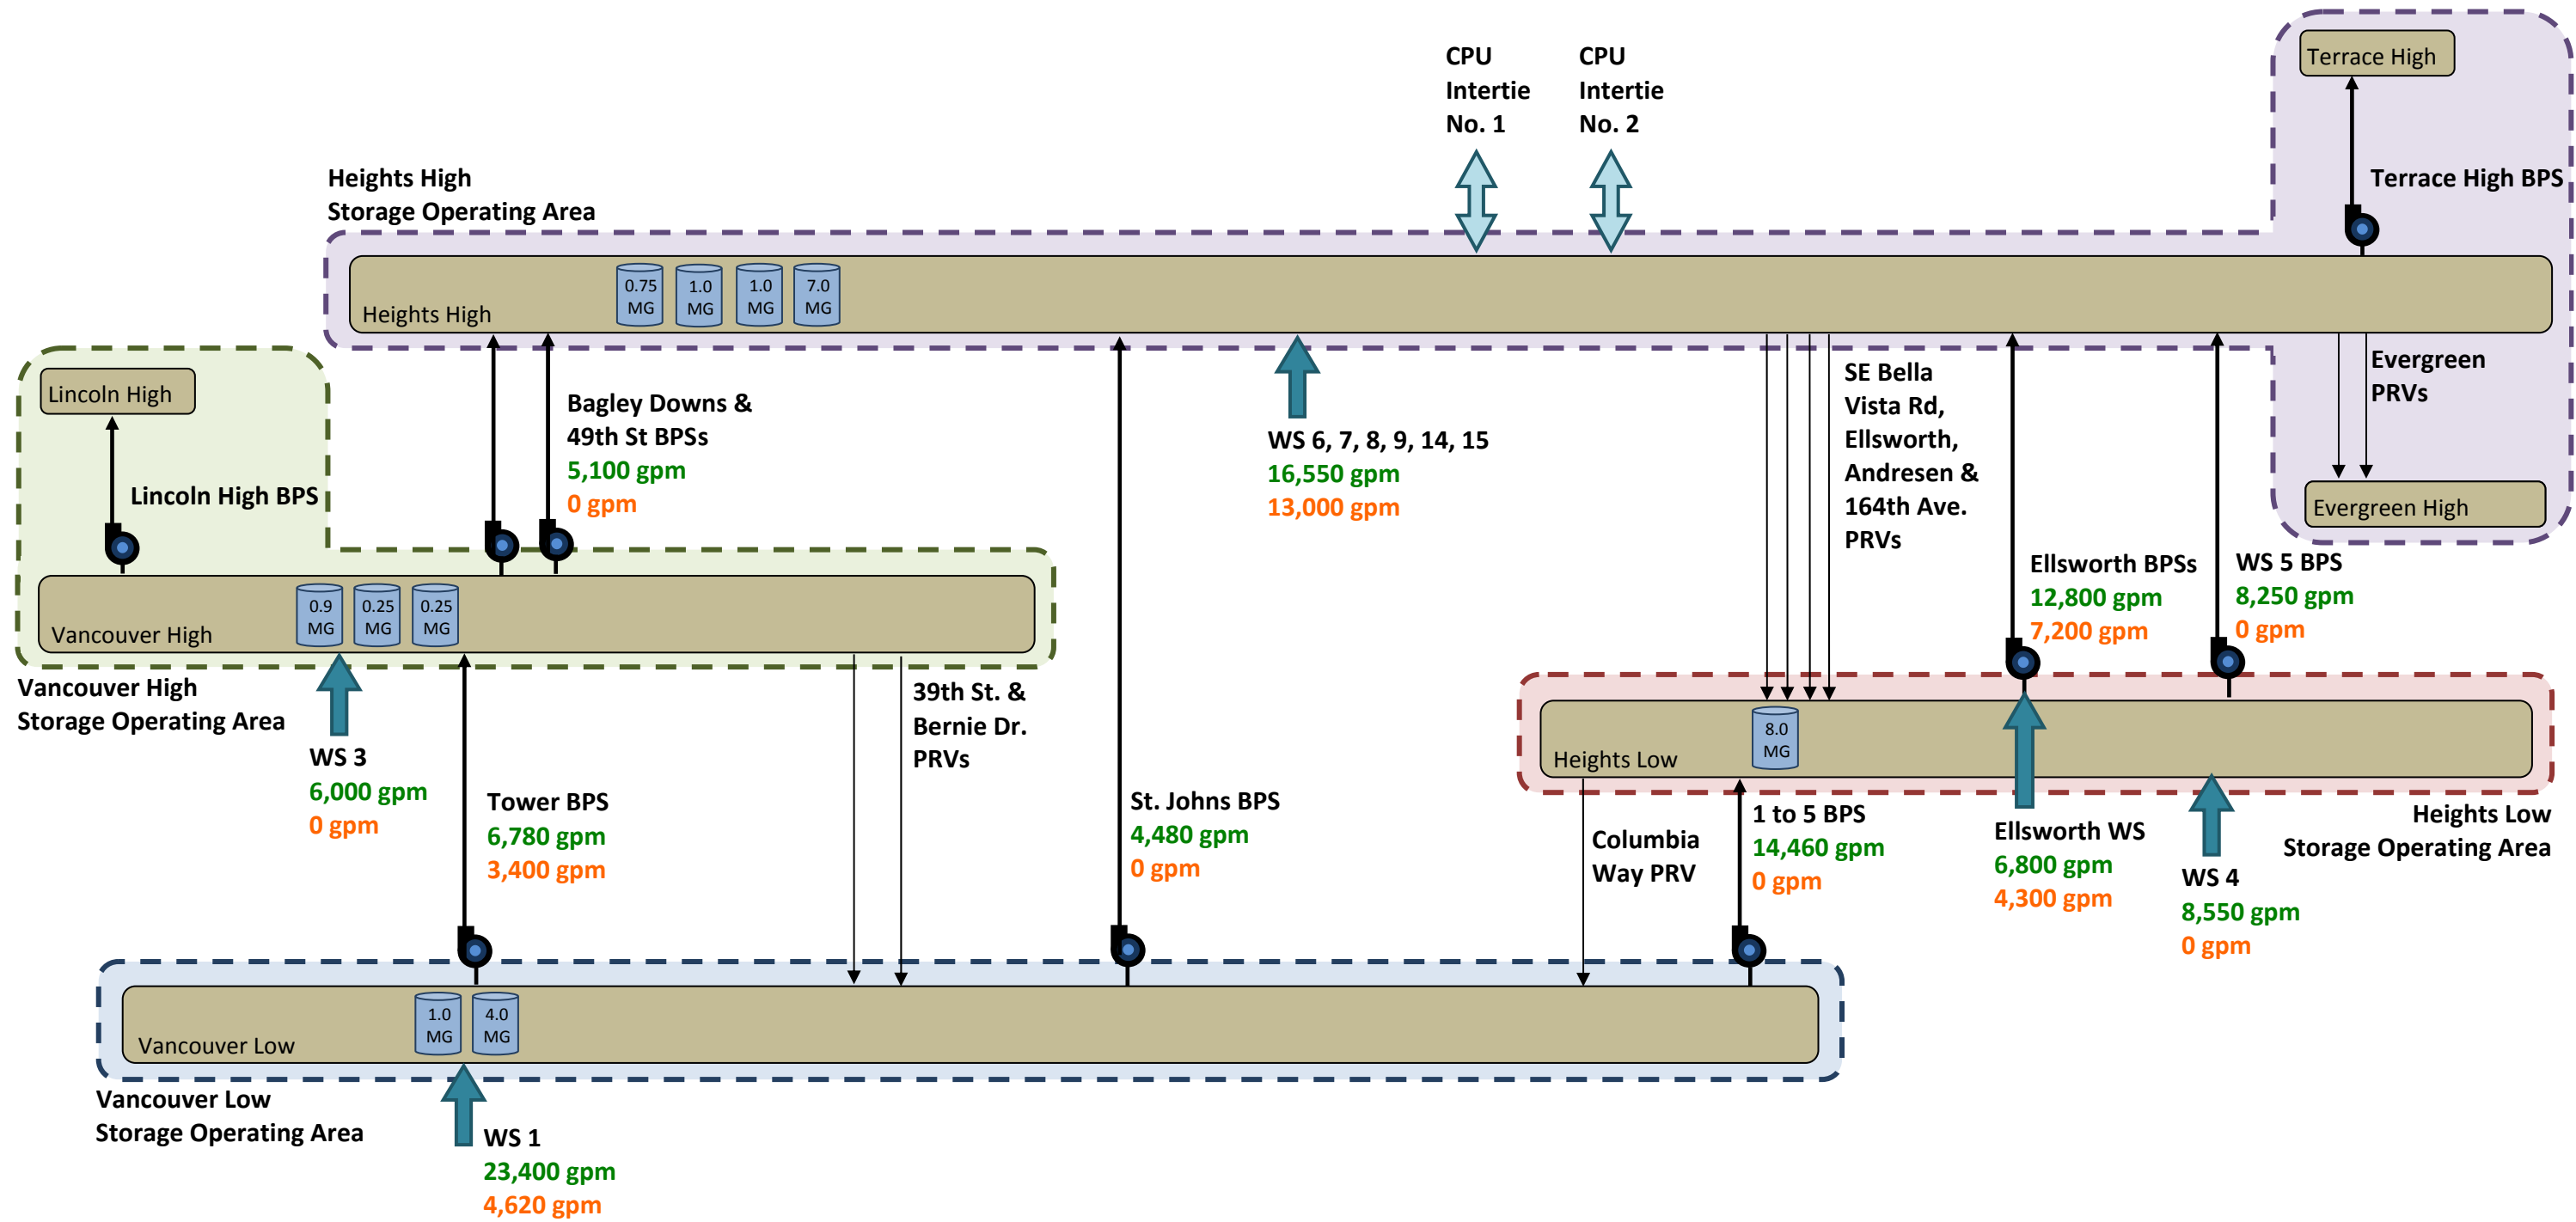 CPU
Intertie
No. 1
CPU
Intertie
No. 2
Terrace High
Terrace High BPS
Heights High
Storage Operating Area
0.75
MG
1.0
MG
1.0
MG
7.0
MG
Heights High
Lincoln High
Lincoln High BPS
Bagley Downs &
49th St BPSs
5,100 gpm
0 gpm
WS 6, 7, 8, 9, 14, 15
16,550 gpm
13,000 gpm
SE Bella
Vista Rd,
Ellsworth,
Andresen &
164th Ave.
PRVs
Evergreen
PRVs
Evergreen High
Ellsworth BPSs
12,800 gpm
7,200 gpm
WS 5 BPS
8,250 gpm
0 gpm
0.9
MG
0.25
MG
0.25
MG
Vancouver High
Vancouver High
Storage Operating Area
WS 3
6,000 gpm
0 gpm
Tower BPS
6,780 gpm
3,400 gpm
39th St. &
Bernie Dr.
PRVs
St. Johns BPS
4,480 gpm
0 gpm
8.0
MG
Heights Low
Columbia
Way PRV
1 to 5 BPS
14,460 gpm
0 gpm
Ellsworth WS
6,800 gpm
4,300 gpm
WS 4
8,550 gpm
0 gpm
Heights Low
Storage Operating Area
1.0
MG
4.0
MG
Vancouver Low
Vancouver Low
Storage Operating Area
WS 1
23,400 gpm
4,620 gpm